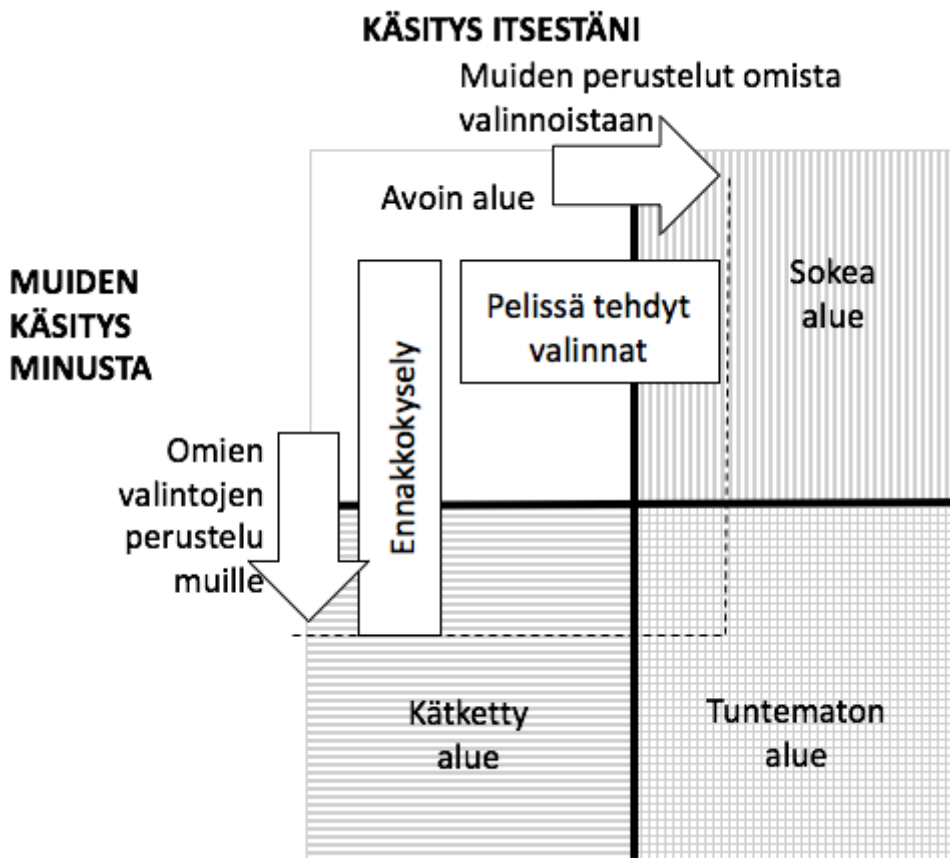 KÄSITYS ITSESTÄNI
Muiden perustelut omista
valinnoistaan
Avoin alue
Sokea
alue
MUIDEN
KÄSITYS
MINUSTA
Pelissä tehdyt
valinnat
Ennakkokysely
Omien
valintojen
perustelu
muille
Kätketty
alue
Tuntematon
alue